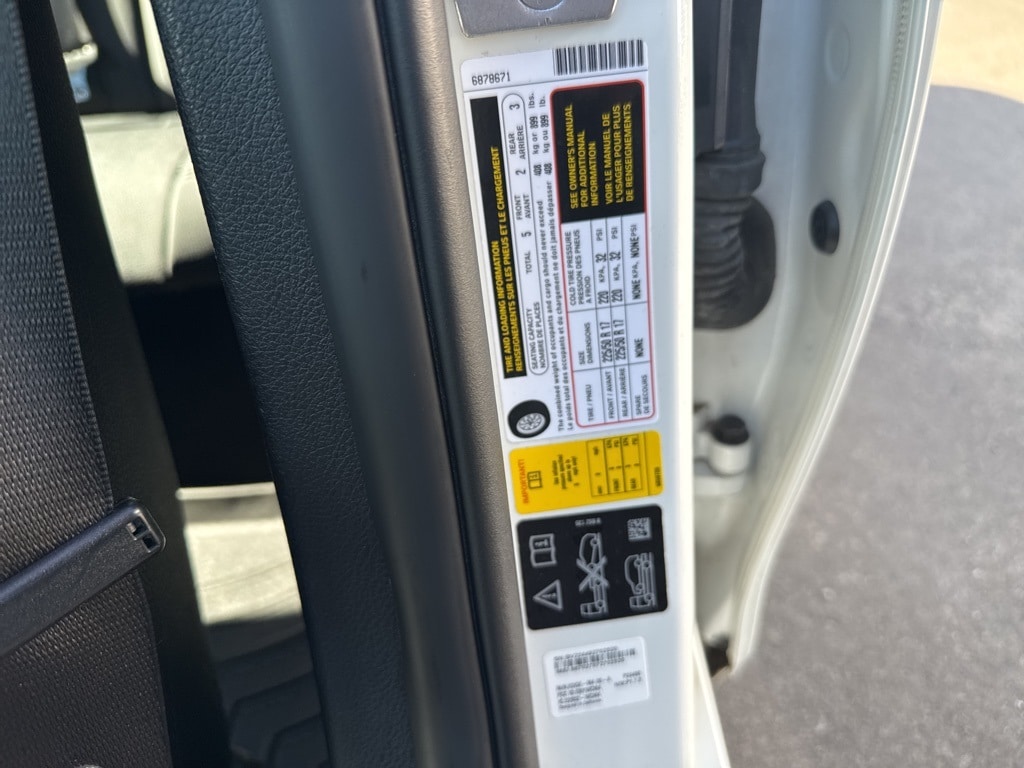 6878671
TIRE AND LOADING INFORMATION
RENSEIGNEMENTS SUR LES PNEUS ET LE CHARGEMENT
SEATING CAPACITY TOTAL 5 FRONT 2 REAR 3
NOMBRE DE PLACES AVANT ARRIÈRE
The combined weight of occupants and cargo should never exceed: 408 kg or 899 lbs.
Le poids total des occupants et du chargement ne doit jamais dépasser 408 kg ou 899 lb.
TIRE / PNEU SIZE COLD TIRE PRESSURE
DIMENSIONS PRESSION DES PNEUS
À FROID
FRONT / AVANT 225/50 R 17 220 KPA, 32 PSI
REAR / ARRIÈRE 225/50 R 17 220 KPA, 32 PSI
SPARE NONE NONE KPA, NONE PSI
DE SECOURS
SEE OWNER'S MANUAL
FOR ADDITIONAL
INFORMATION
VOIR LE MANUEL DE
L'USAGER POUR PLUS
DE RENSEIGNEMENTS.
IMPORTANT!